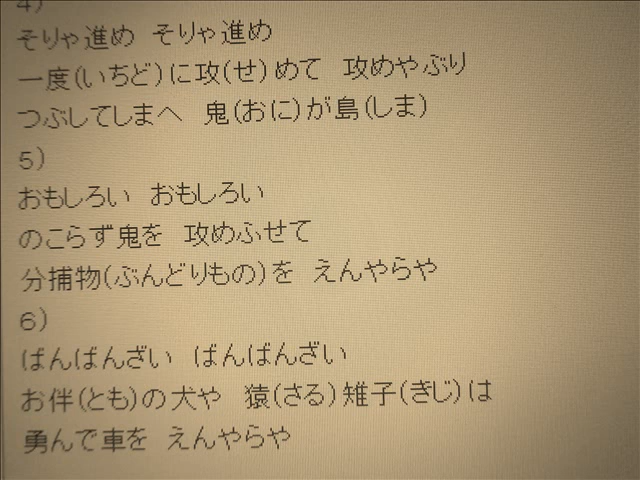 4)
そりゃ進め　そりゃ進め
一度(いちど)に攻(せ)めて　攻めやぶり
つぶしてしまへ　鬼(おに)が島(しま)
5)
おもしろい　おもしろい
のこらず鬼を　攻めふせて
分捕物(ぶんどりもの)を　えんやらや
6)
ばんばんざい　ばんばんざい
お伴(とも)の犬や　猿(さる)雉子(きじ)は
勇んで車を　えんやらや